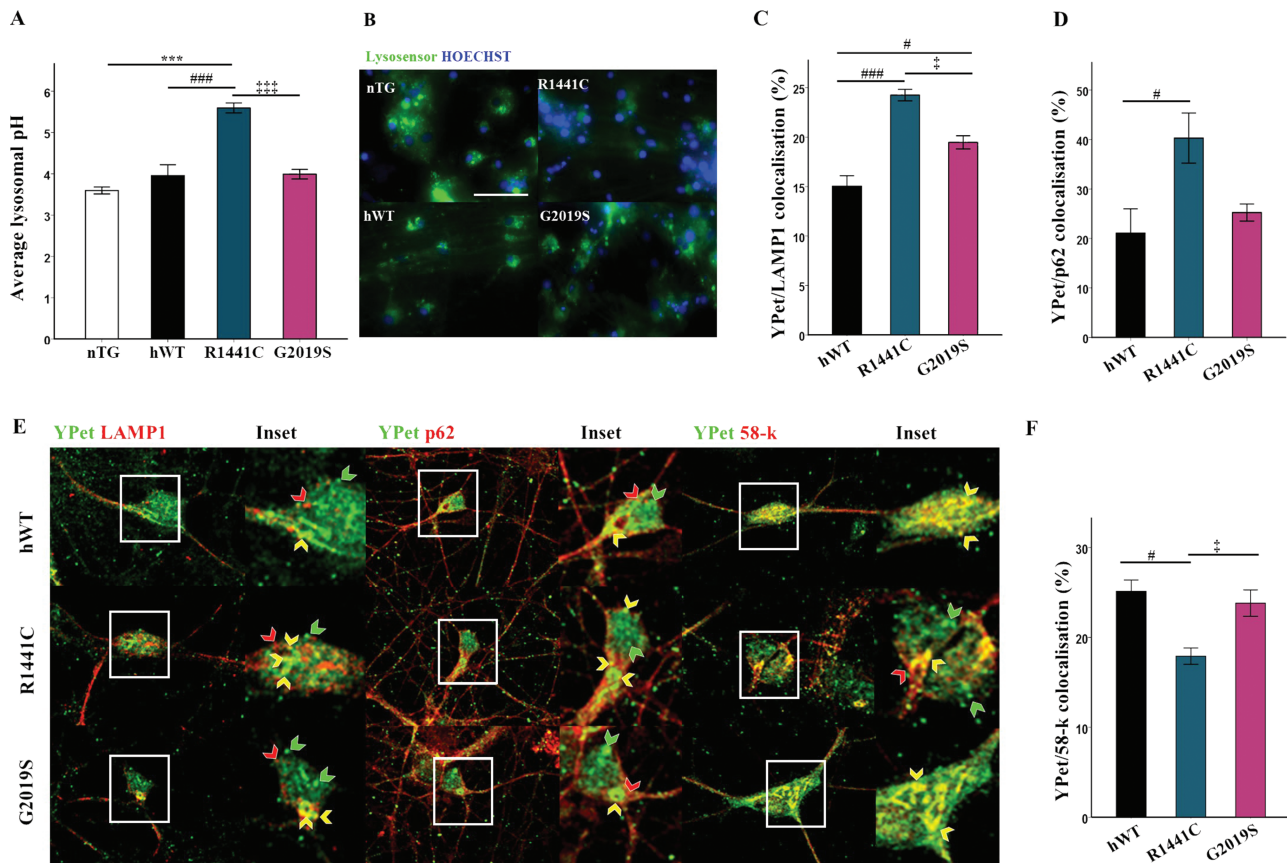 A
Average lysosomal pH
6
5
4
3
2
1
0
***
###
‡‡‡
nTG
hWT
R1441C
G2019S
B
Lysosensor HOECHST
nTG
R1441C
hWT
G2019S
C
YPet/LAMP1 colocalisation (%)
25
20
15
10
5
0
#
###
‡
hWT
R1441C
G2019S
D
YPet/p62 colocalisation (%)
50
40
30
20
10
0
#
hWT
R1441C
G2019S
E
YPet LAMP1 Inset YPet p62 Inset YPet 58-k Inset
hWT
R1441C
G2019S
F
YPet/58-k colocalisation (%)
30
20
10
0
#
‡
hWT
R1441C
G2019S